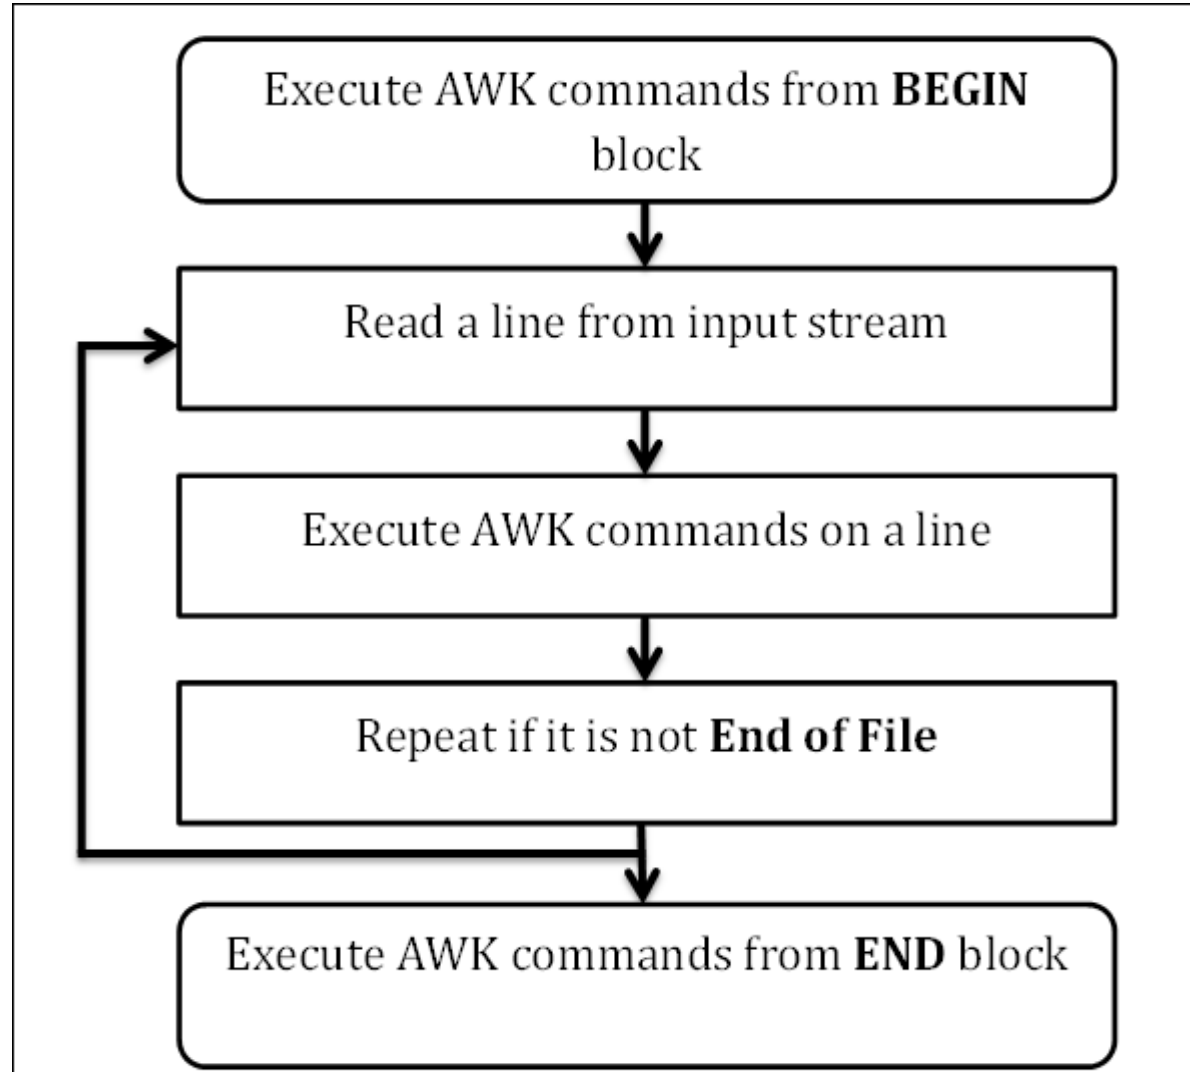 Execute AWK commands from BEGIN
block
Read a line from input stream
Execute AWK commands on a line
Repeat if it is not End of File
Execute AWK commands from END block